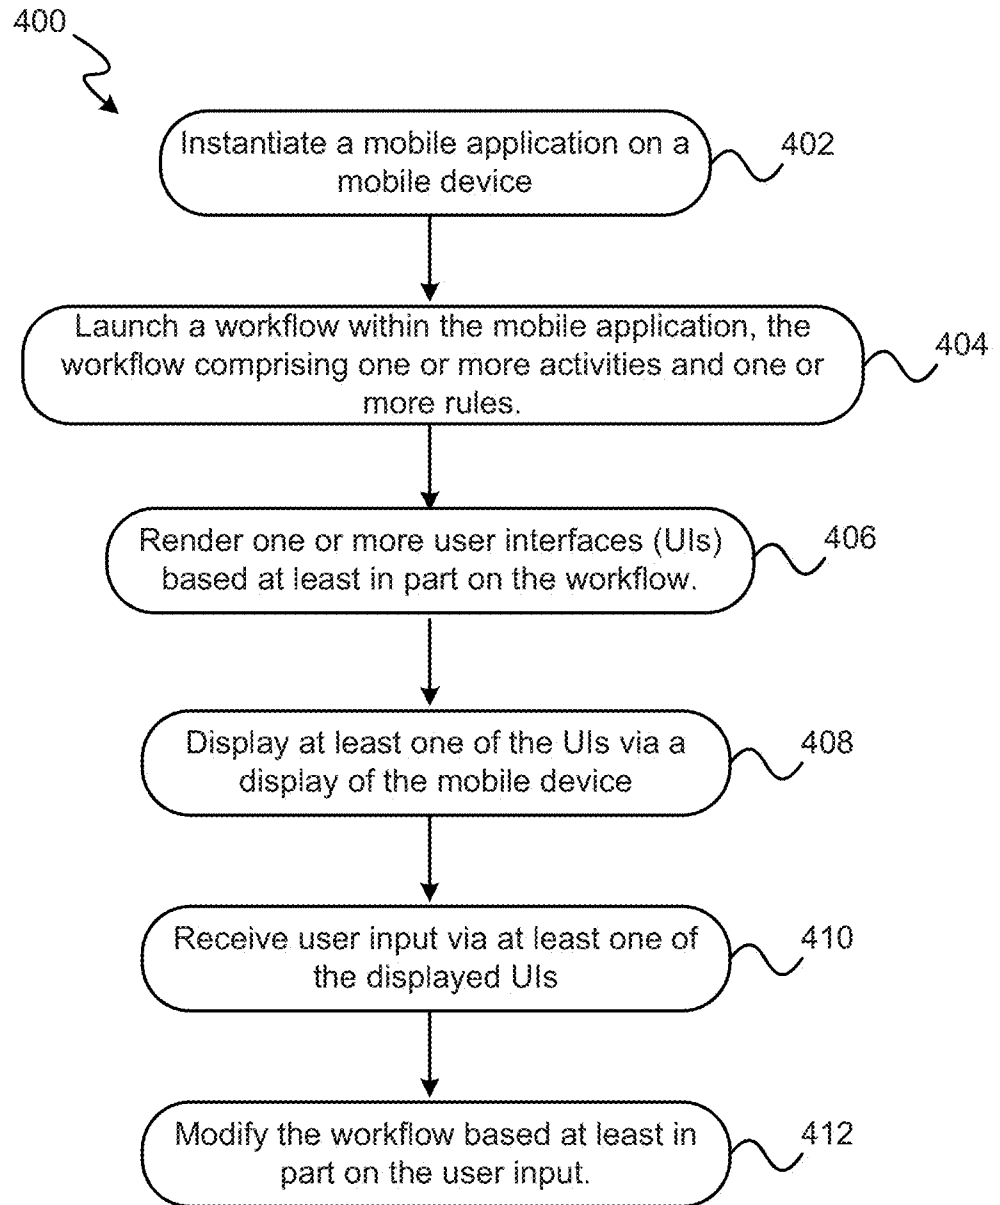 400
Instantiate a mobile application on a
mobile device
402
Launch a workflow within the mobile application, the
workflow comprising one or more activities and one or
more rules.
404
Render one or more user interfaces (UIs)
based at least in part on the workflow.
406
Display at least one of the UIs via a
display of the mobile device
408
Receive user input via at least one of
the displayed UIs
410
Modify the workflow based at least in
part on the user input.
412